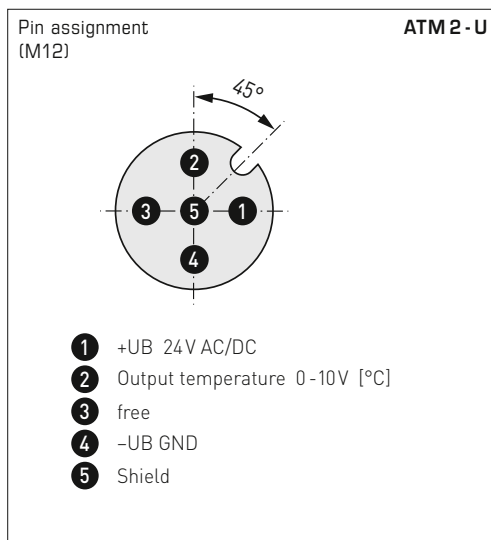 Pin assignment ATM 2 - U
(M12)
45°
2
3 5 1
4
1 +UB 24 V AC/DC
2 Output temperature 0 - 10 V [°C]
3 free
4 –UB GND
5 Shield